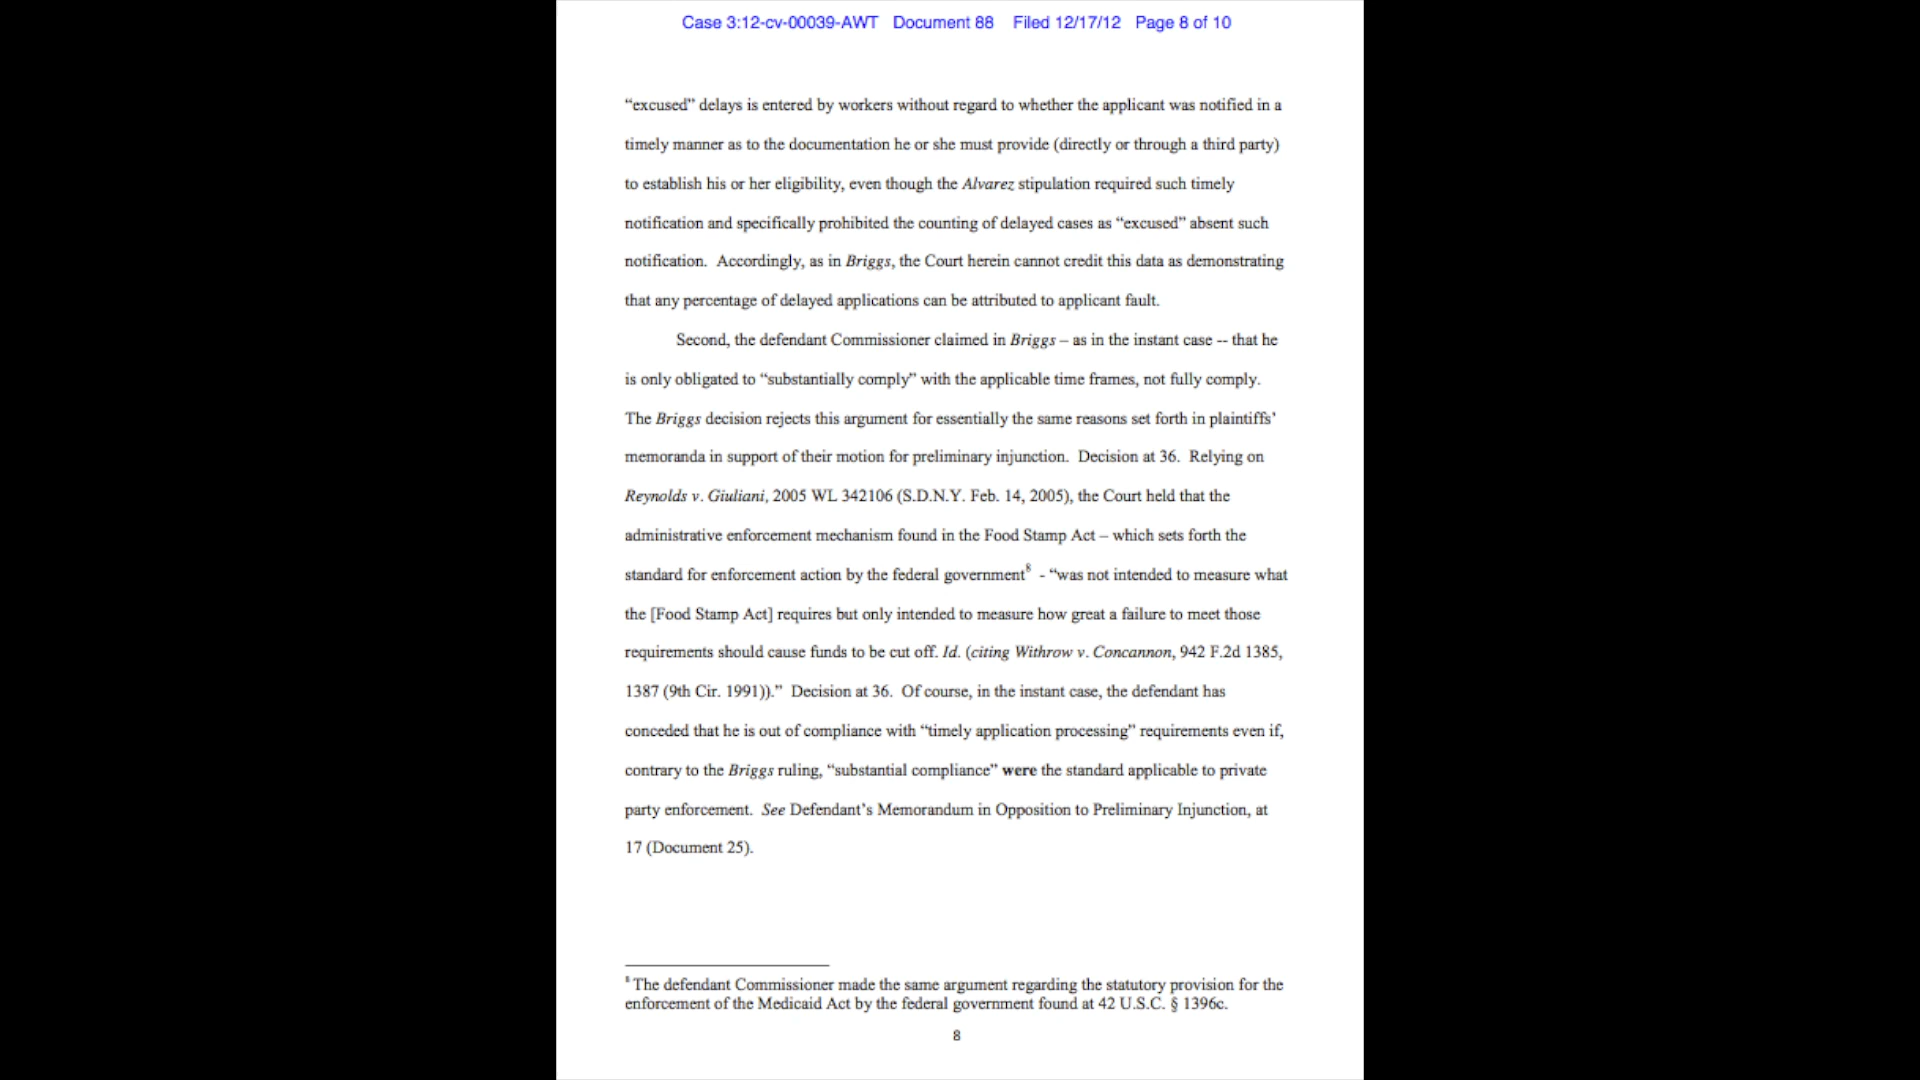 Case 3:12-cv-00039-AWT Document 88 Filed 12/17/12 Page 8 of 10
“excused” delays is entered by workers without regard to whether the applicant was notified in a
timely manner as to the documentation he or she must provide (directly or through a third party)
to establish his or her eligibility, even though the Alvarez stipulation required such timely
notification and specifically prohibited the counting of delayed cases as “excused” absent such
notification.  Accordingly, as in Briggs, the Court herein cannot credit this data as demonstrating
that any percentage of delayed applications can be attributed to applicant fault.
Second, the defendant Commissioner claimed in Briggs – as in the instant case -- that he
is only obligated to “substantially comply” with the applicable time frames, not fully comply.
The Briggs decision rejects this argument for essentially the same reasons set forth in plaintiffs’
memoranda in support of their motion for preliminary injunction.  Decision at 36.  Relying on
Reynolds v. Giuliani, 2005 WL 342106 (S.D.N.Y. Feb. 14, 2005), the Court held that the
administrative enforcement mechanism found in the Food Stamp Act – which sets forth the
standard for enforcement action by the federal government⁸ - “was not intended to measure what
the [Food Stamp Act] requires but only intended to measure how great a failure to meet those
requirements should cause funds to be cut off. Id. (citing Withrow v. Concannon, 942 F.2d 1385,
1387 (9th Cir. 1991)).”  Decision at 36.  Of course, in the instant case, the defendant has
conceded that he is out of compliance with “timely application processing” requirements even if,
contrary to the Briggs ruling, “substantial compliance” were the standard applicable to private
party enforcement.  See Defendant’s Memorandum in Opposition to Preliminary Injunction, at
17 (Document 25).
⁸ The defendant Commissioner made the same argument regarding the statutory provision for the
enforcement of the Medicaid Act by the federal government found at 42 U.S.C. § 1396c.
8